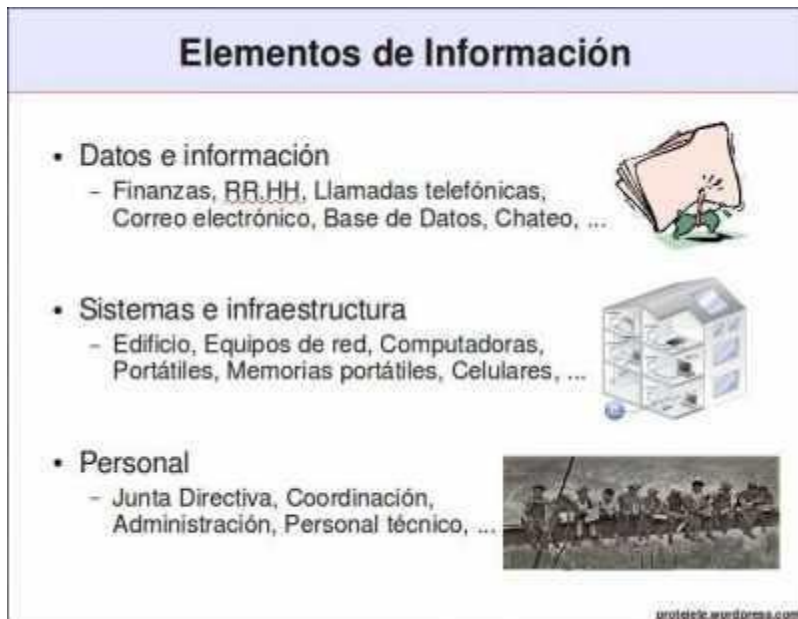 Elementos de Información
• Datos e información
– Finanzas, RR.HH, Llamadas telefónicas,
Correo electrónico, Base de Datos, Chateo, ...
• Sistemas e infraestructura
– Edificio, Equipos de red, Computadoras,
Portátiles, Memorias portátiles, Celulares, ...
• Personal
– Junta Directiva, Coordinación,
Administración, Personal técnico, ...
protejete.wordpress.com